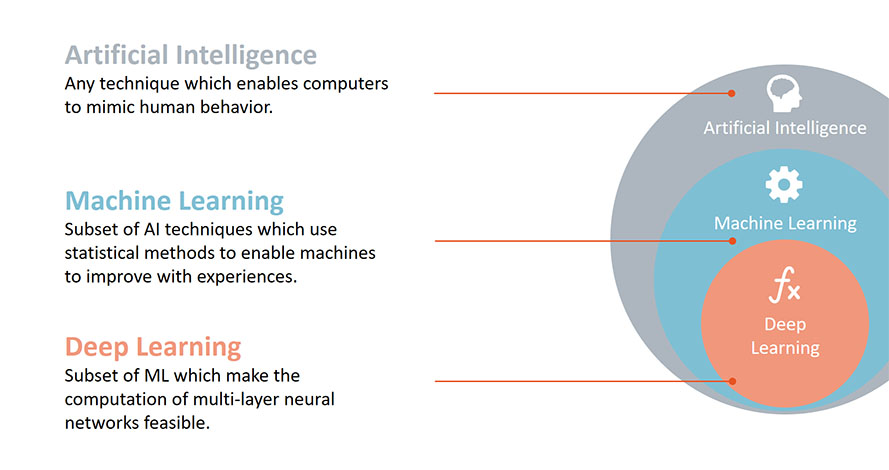 Artificial Intelligence
Any technique which enables computers
to mimic human behavior.
Machine Learning
Subset of AI techniques which use
statistical methods to enable machines
to improve with experiences.
Deep Learning
Subset of ML which make the
computation of multi-layer neural
networks feasible.
Artificial Intelligence
Machine Learning
fx
Deep
Learning